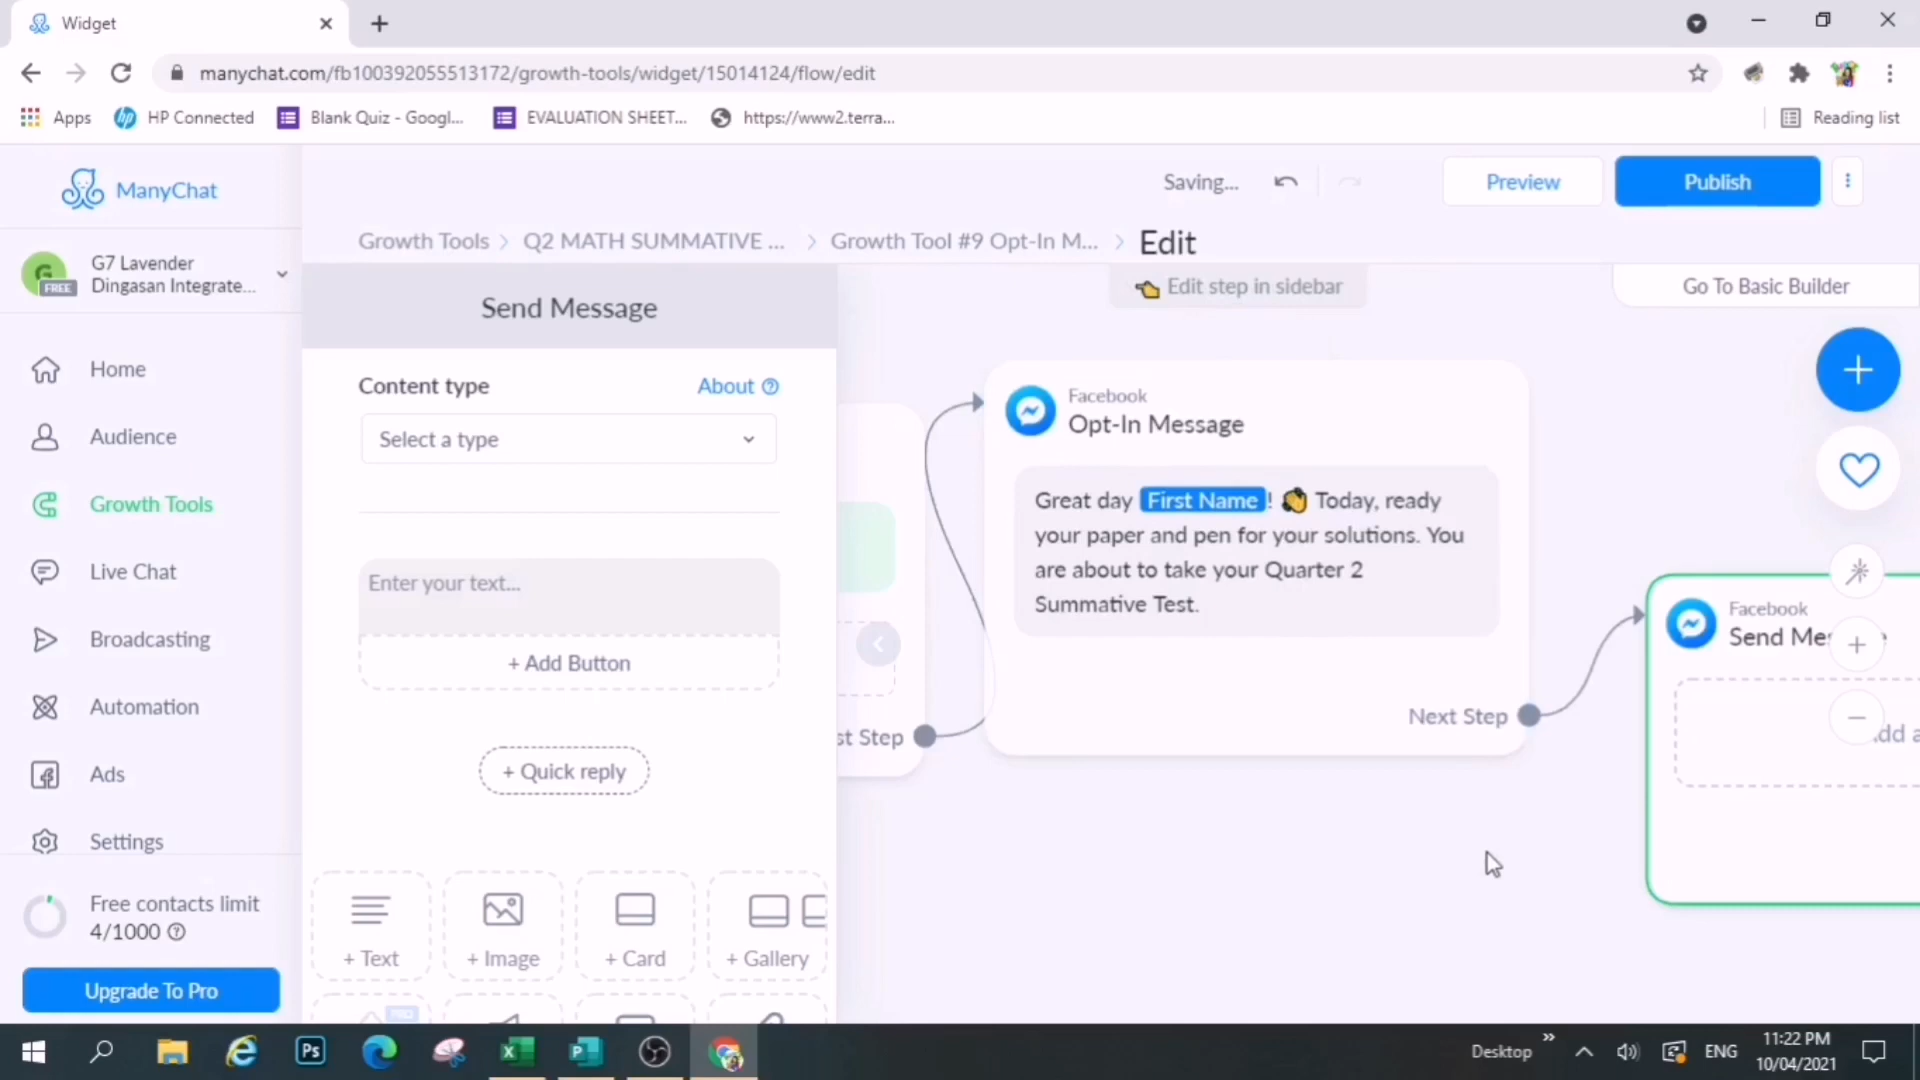 Widget
manychat.com/fb100392055513172/growth-tools/widget/15014124/flow/edit
Apps
HP Connected
Blank Quiz - Googl...
EVALUATION SHEET...
https://www2.terra...
Reading list
ManyChat
Saving...
Preview
Publish
Growth Tools
Q2 MATH SUMMATIVE ...
Growth Tool #9 Opt-In M...
Edit
G
FREE
G7 Lavender
Dingasan Integrate...
Home
Audience
Growth Tools
Live Chat
Broadcasting
Automation
Ads
Settings
Free contacts limit
4/1000
Upgrade To Pro
Send Message
Content type
About
Select a type
Enter your text...
+ Add Button
+ Quick reply
+ Text
+ Image
+ Card
+ Gallery
PRO
Edit step in sidebar
Go To Basic Builder
st Step
Facebook
Opt-In Message
Great day First Name! Today, ready
your paper and pen for your solutions. You
are about to take your Quarter 2
Summative Test.
Next Step
Facebook
Send Me
dd a
Ps
Desktop
ENG
11:22 PM
10/04/2021